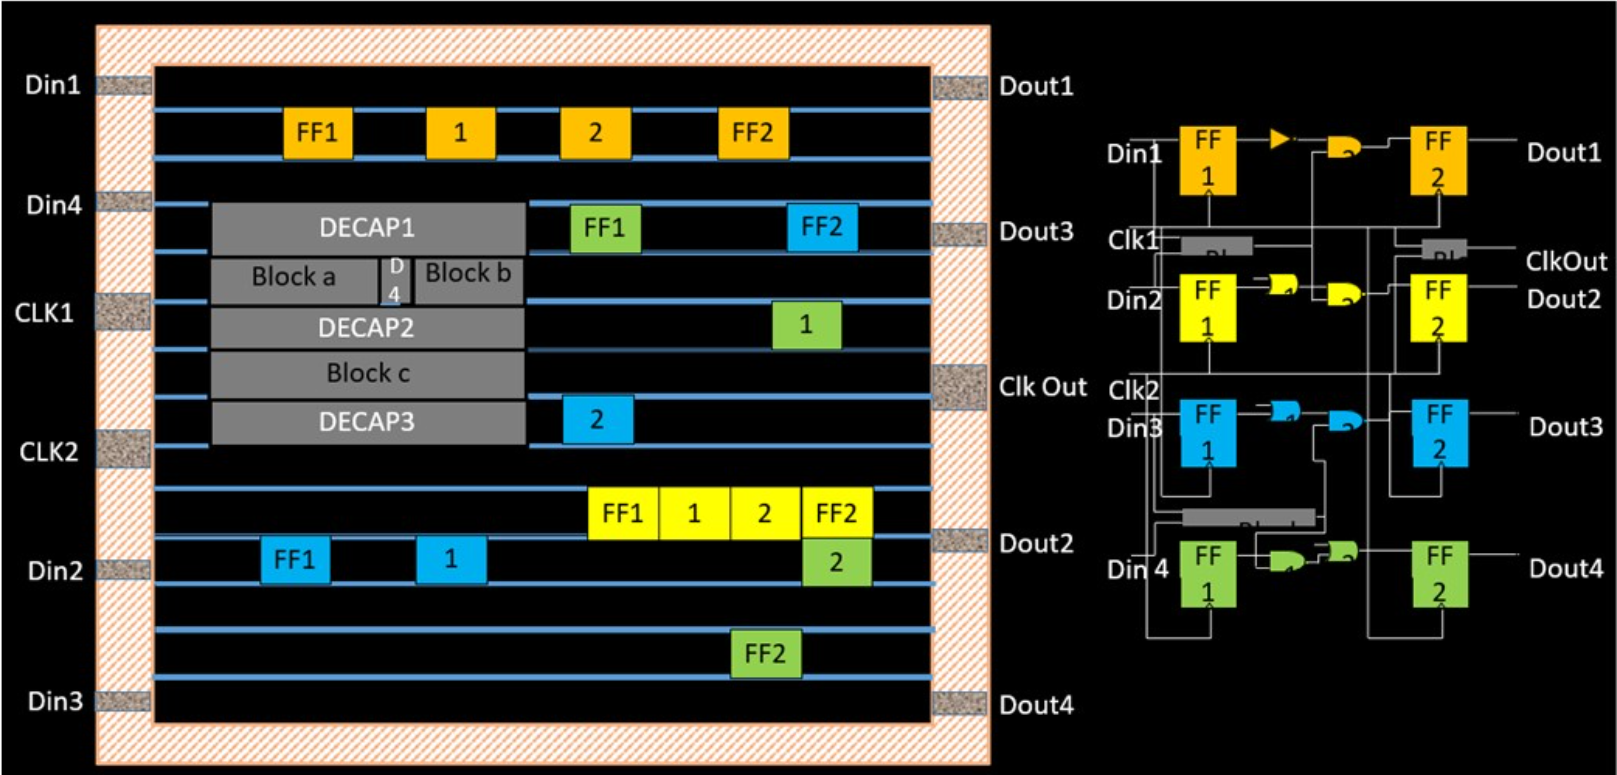 Din1
Dout1
FF1
1
2
FF2
Din4
DECAP1
FF1
FF2
Dout3
Block a
D
4
Block b
CLK1
DECAP2
1
Block c
Clk Out
CLK2
DECAP3
2
FF1
1
2
FF2
Dout2
Din2
FF1
1
2
FF2
Din3
Dout4
Din1
FF
1
FF
2
Dout1
Clk1
ClkOut
Din2
FF
1
FF
2
Dout2
Clk2
Din3
FF
1
FF
2
Dout3
Din4
FF
1
FF
2
Dout4